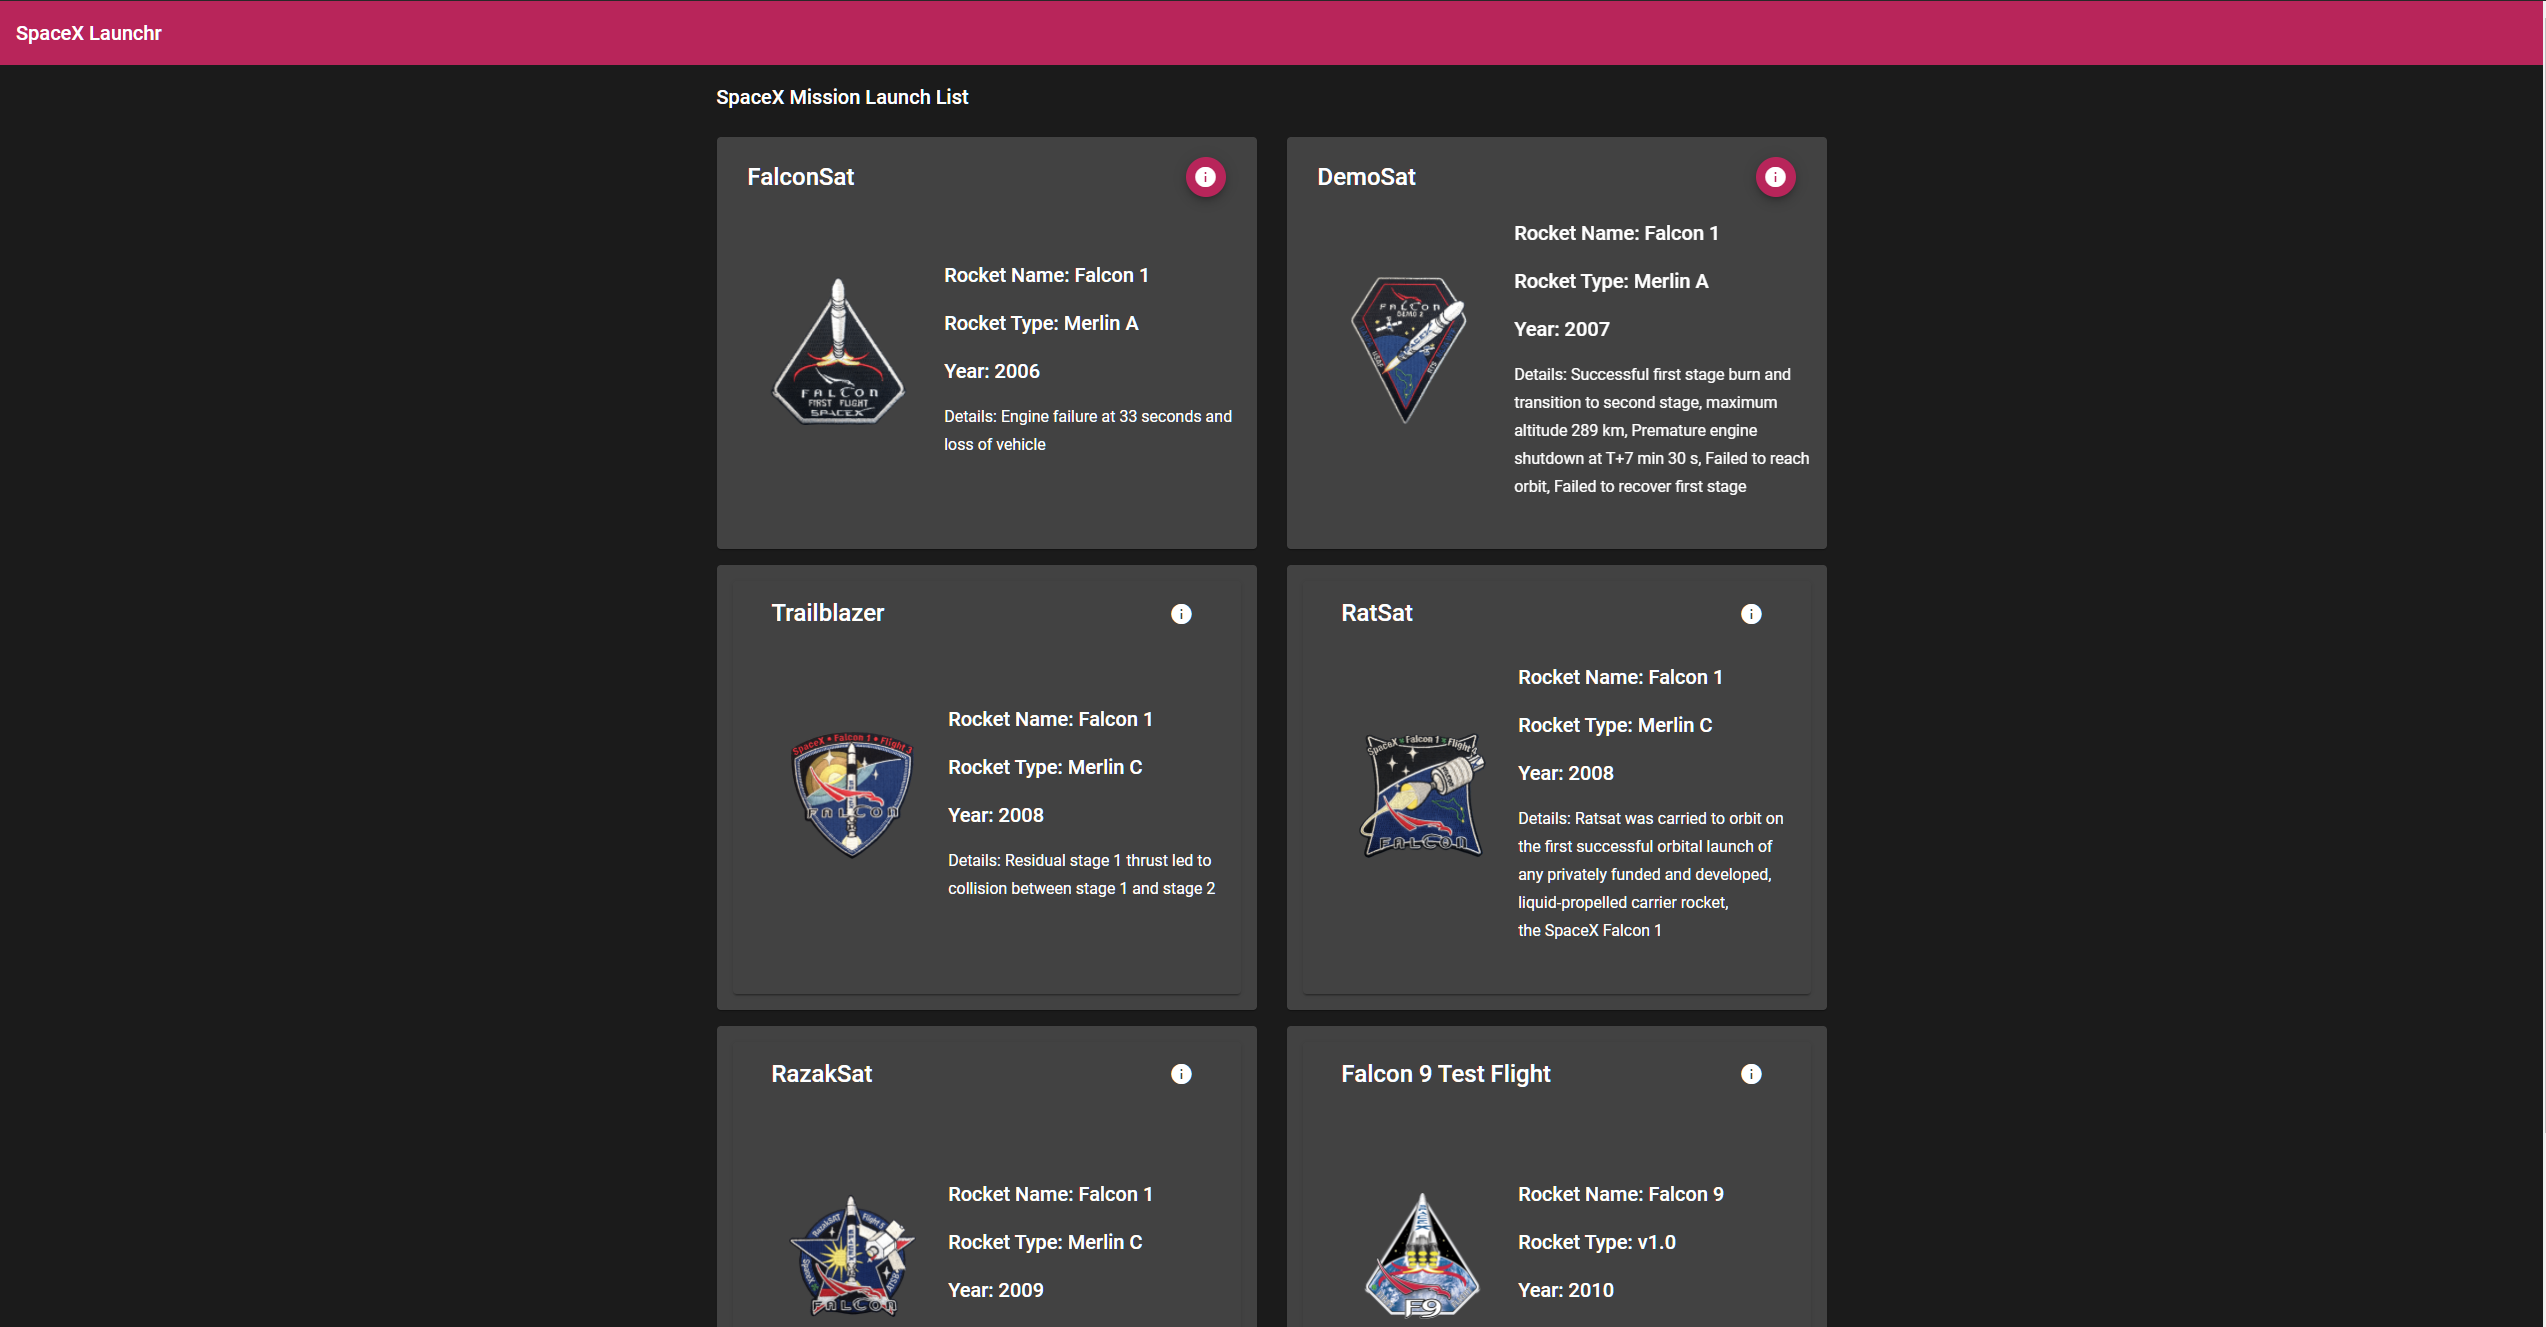 SpaceX Launchr
SpaceX Mission Launch List
FalconSat
FALCON
FIRST FLIGHT
SPACEX
Rocket Name: Falcon 1
Rocket Type: Merlin A
Year: 2006
Details: Engine failure at 33 seconds and
loss of vehicle
DemoSat
FALCON
DEMO 2
Rocket Name: Falcon 1
Rocket Type: Merlin A
Year: 2007
Details: Successful first stage burn and
transition to second stage, maximum
altitude 289 km, Premature engine
shutdown at T+7 min 30 s, Failed to reach
orbit, Failed to recover first stage
Trailblazer
SpaceX • Falcon 1 • Flight 3
FALCON
Rocket Name: Falcon 1
Rocket Type: Merlin C
Year: 2008
Details: Residual stage 1 thrust led to
collision between stage 1 and stage 2
RatSat
SpaceX Falcon 1 Flight 4
FALCON
Rocket Name: Falcon 1
Rocket Type: Merlin C
Year: 2008
Details: Ratsat was carried to orbit on
the first successful orbital launch of
any privately funded and developed,
liquid-propelled carrier rocket,
the SpaceX Falcon 1
RazakSat
RazakSAT Flight 5
SpaceX
ATSB
FALCON
Rocket Name: Falcon 1
Rocket Type: Merlin C
Year: 2009
Falcon 9 Test Flight
F9
Rocket Name: Falcon 9
Rocket Type: v1.0
Year: 2010